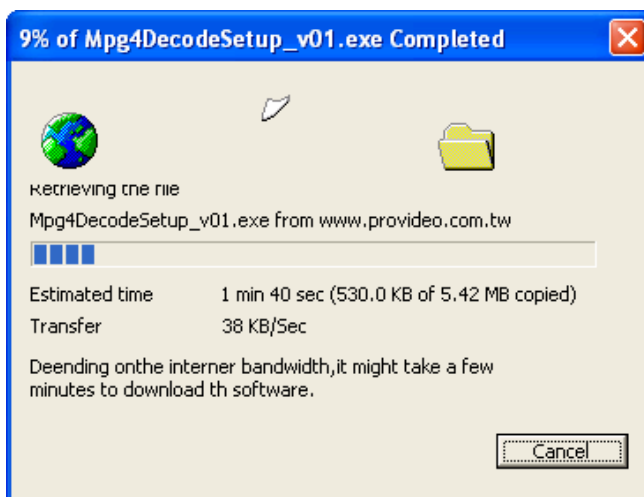 9% of Mpg4DecodeSetup_v01.exe Completed
Retrieving the file
Mpg4DecodeSetup_v01.exe from www.provideo.com.tw
Estimated time 1 min 40 sec (530.0 KB of 5.42 MB copied)
Transfer 38 KB/Sec
Deending onthe interner bandwidth,it might take a few
minutes to download th software.
Cancel